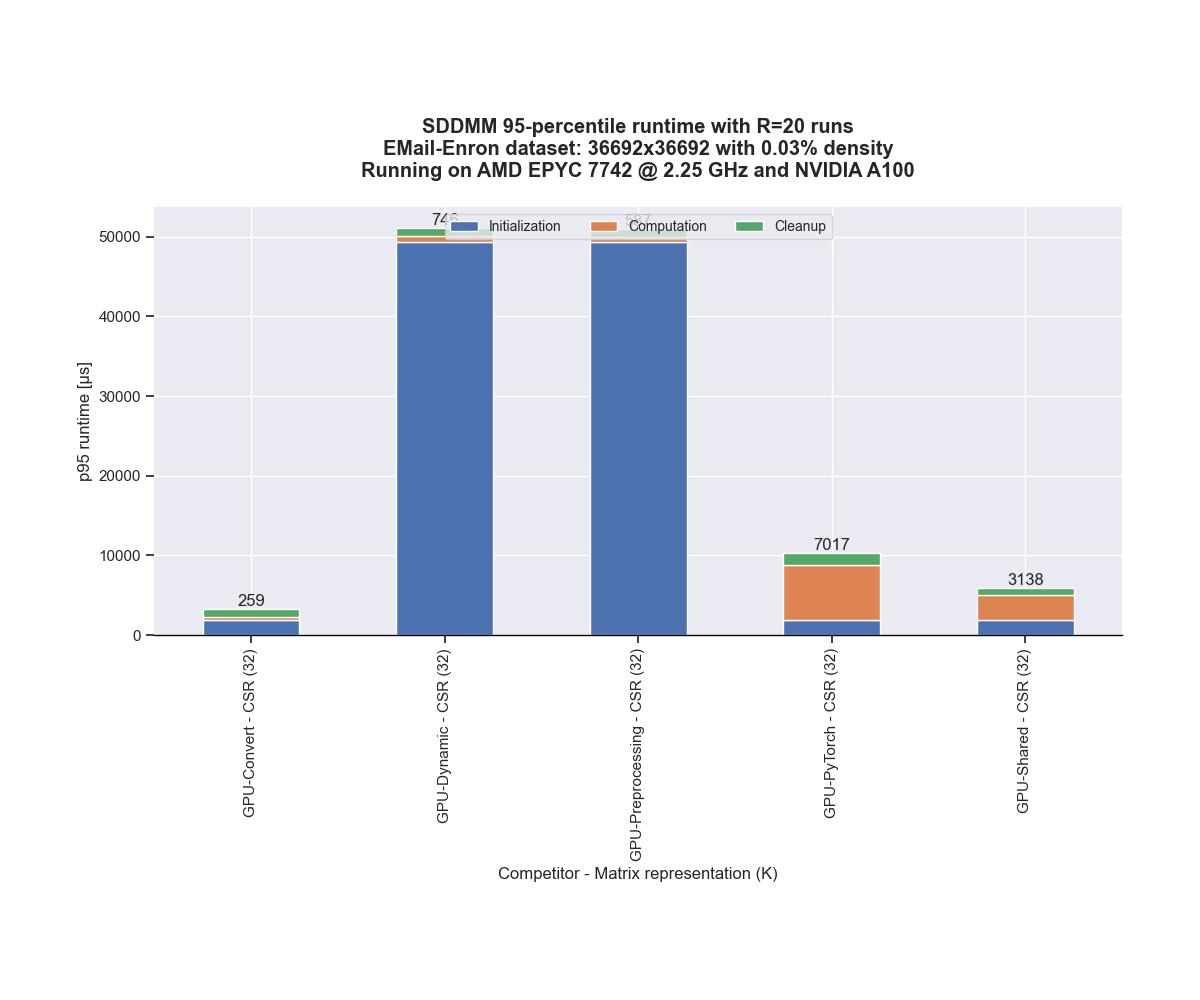 SDDMM 95-percentile runtime with R=20 runs
EMail-Enron dataset: 36692x36692 with 0.03% density
Running on AMD EPYC 7742 @ 2.25 GHz and NVIDIA A100
Initialization Computation Cleanup
p95 runtime [µs]
50000
40000
30000
20000
10000
0
259
746
587
7017
3138
GPU-Convert - CSR (32)
GPU-Dynamic - CSR (32)
GPU-Preprocessing - CSR (32)
GPU-PyTorch - CSR (32)
GPU-Shared - CSR (32)
Competitor - Matrix representation (K)